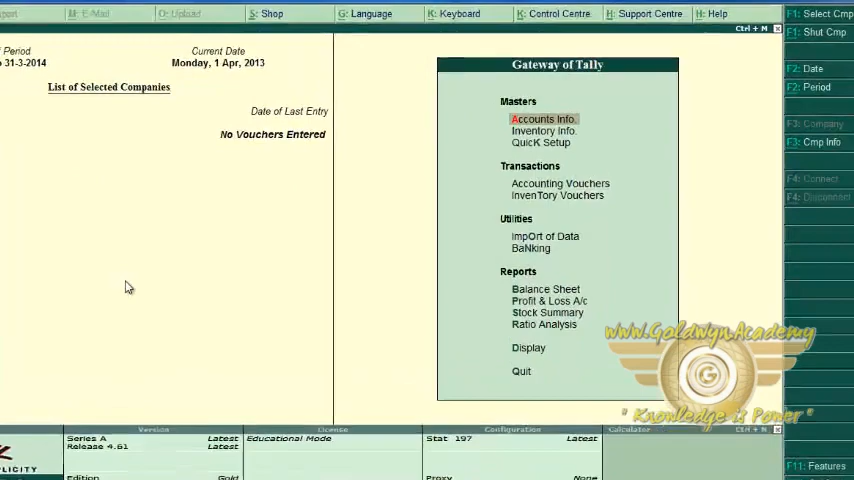 xport
M: E-Mail
O: Upload
S: Shop
G: Language
K: Keyboard
K: Control Centre
H: Support Centre
H: Help
F1: Select Cmp
Ctrl + M
F1: Shut Cmp
Period
Current Date
31-3-2014
Monday, 1 Apr, 2013
List of Selected Companies
Date of Last Entry
No Vouchers Entered
Gateway of Tally
Masters
Accounts Info.
Inventory Info.
QuicK Setup
Transactions
Accounting Vouchers
InvenTory Vouchers
Utilities
ImpOrt of Data
BaNking
Reports
Balance Sheet
Profit & Loss A/c
Stock Summary
Ratio Analysis
Display
Quit
F2: Date
F2: Period
F3: Company
F3: Cmp Info
F4: Connect
F4: Disconnect
www.GoldwynAcademy
G
" Knowledge is Power "
Version
License
Configuration
Calculator
Ctrl + N
Series A
Latest
Educational Mode
Stat 197
Latest
Release 4.61
Latest
PLICITY
Edition
Gold
Proxy
None
F11: Features